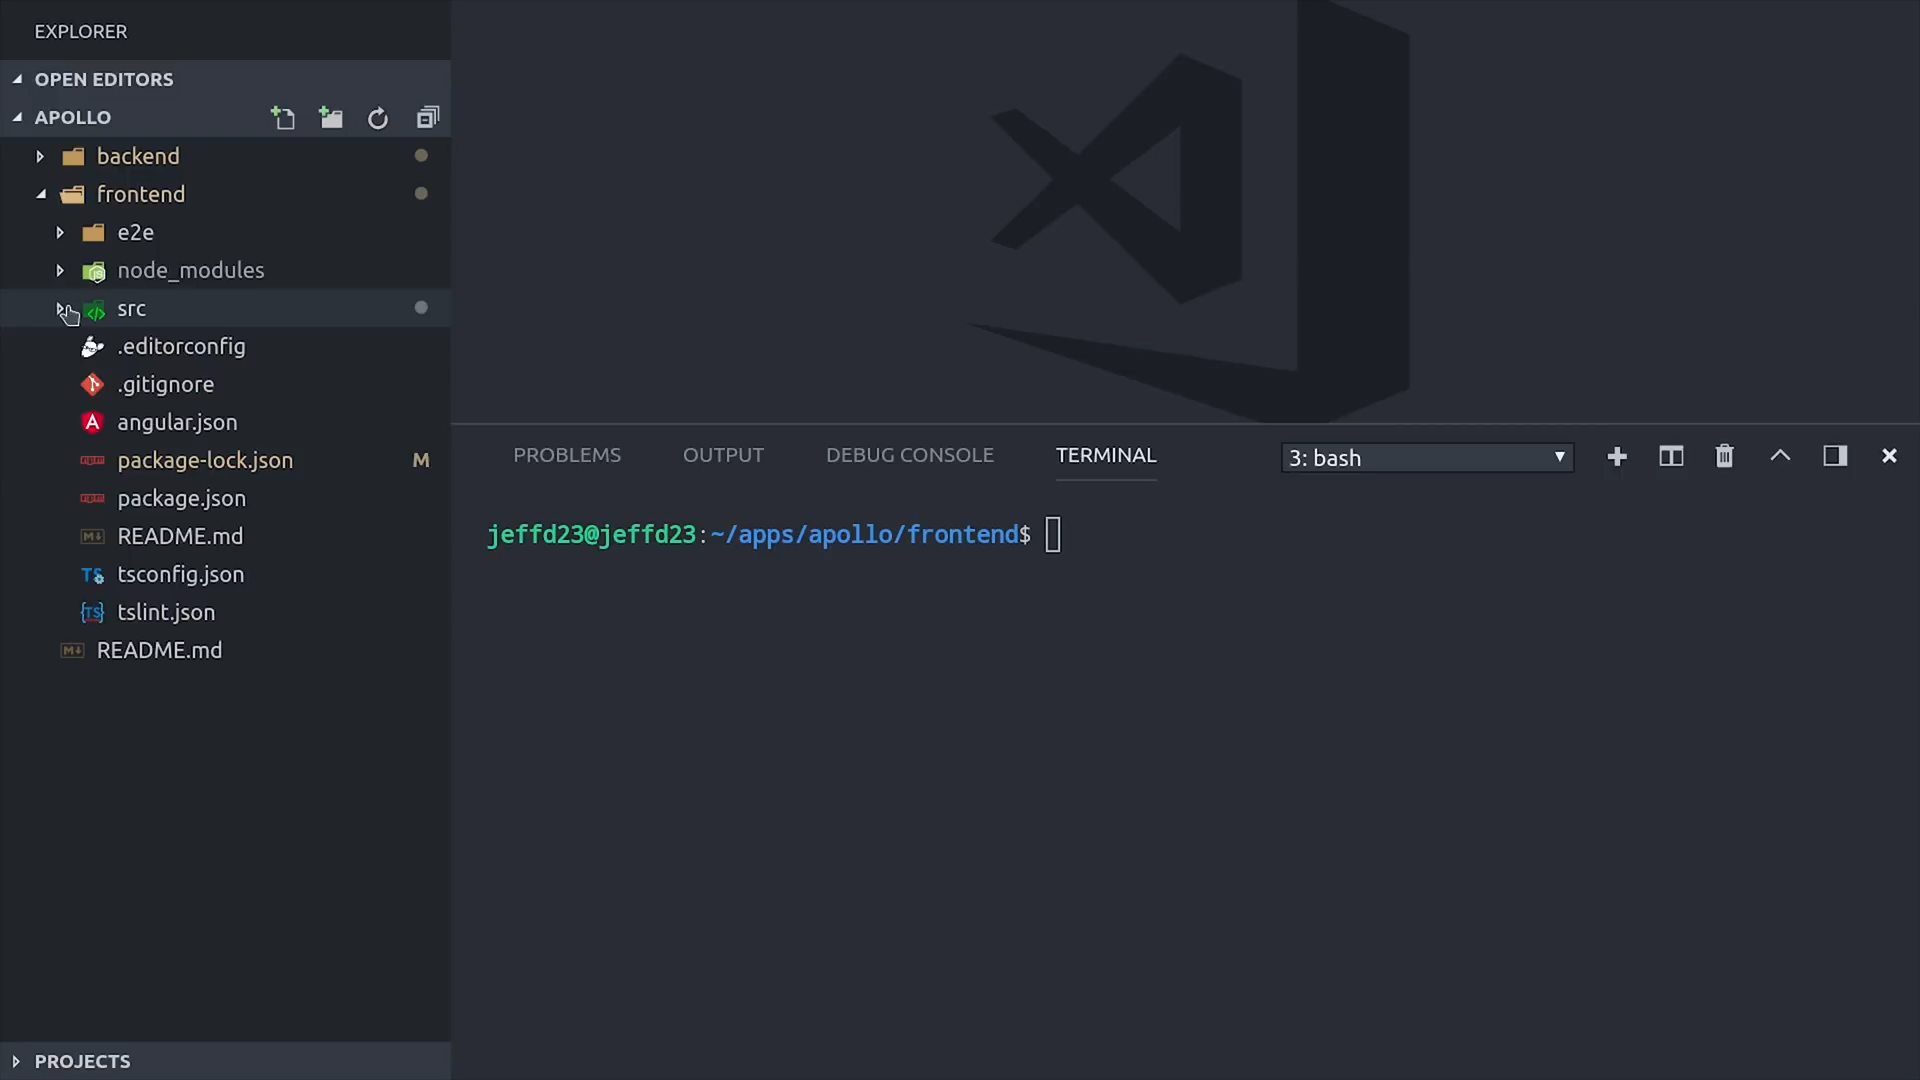 EXPLORER
OPEN EDITORS
APOLLO
backend
frontend
e2e
node_modules
src
.editorconfig
.gitignore
angular.json
package-lock.json M
package.json
README.md
tsconfig.json
tslint.json
README.md
PROJECTS
PROBLEMS OUTPUT DEBUG CONSOLE TERMINAL 3: bash
jeffd23@jeffd23:~/apps/apollo/frontend$